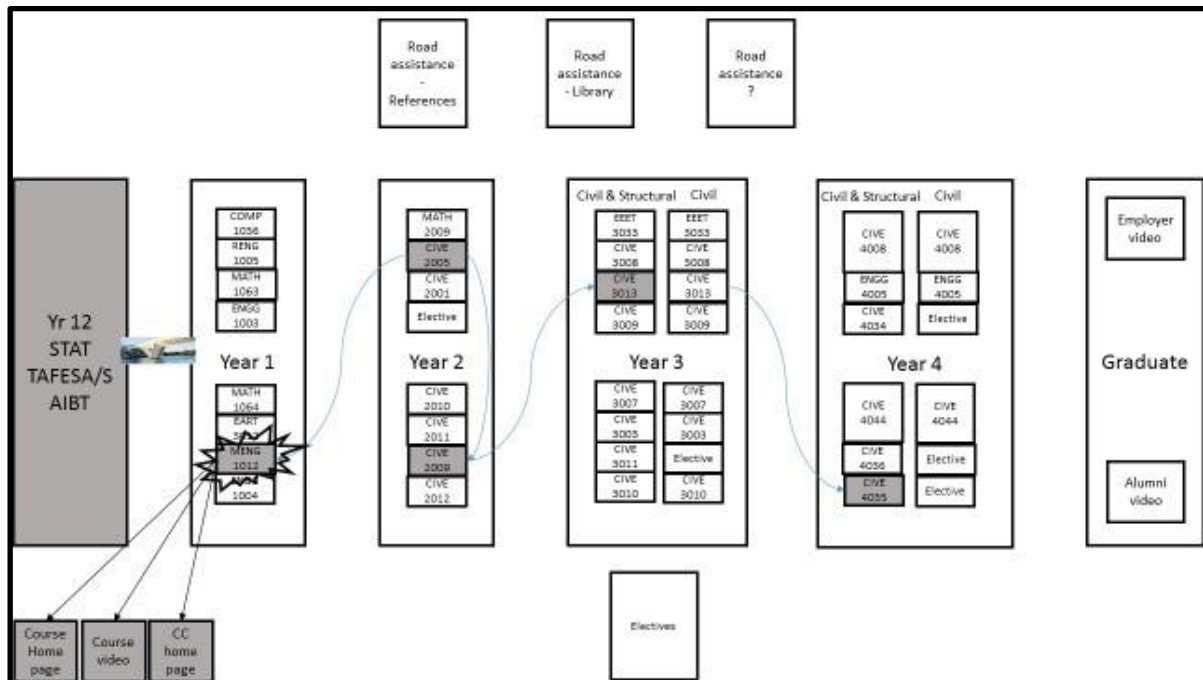 Road
assistance
-
References
Road
assistance
- Library
Road
assistance
?
Yr 12
STAT
TAFESA/S
AIBT
COMP
1036
RENG
1005
MATH
1063
ENGG
1003
Year 1
MATH
1064
EART
MENG
1012
1004
MATH
2009
CIVE
2005
CIVE
2001
Elective
Year 2
CIVE
2010
CIVE
2011
CIVE
2008
CIVE
2012
Civil & Structural Civil
EEET
3033
CIVE
3008
CIVE
3013
CIVE
3009
EEET
3033
CIVE
3008
CIVE
3013
CIVE
3009
Year 3
CIVE
3007
CIVE
3003
CIVE
3011
CIVE
3010
CIVE
3007
CIVE
3003
Elective
CIVE
3010
Civil & Structural Civil
CIVE
4008
ENGG
4005
CIVE
4034
CIVE
4008
ENGG
4005
Elective
Year 4
CIVE
4044
CIVE
4036
CIVE
4035
CIVE
4044
Elective
Elective
Employer
video
Graduate
Alumni
video
Course
Home
page
Course
video
CC
home
page
Electives